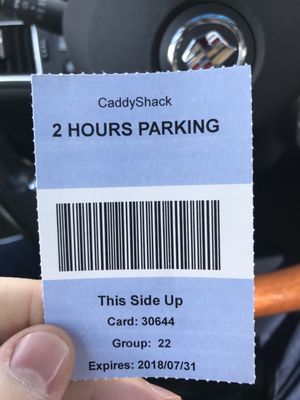 CaddyShack
2 HOURS PARKING
This Side Up
Card: 30644
Group: 22
Expires: 2018/07/31